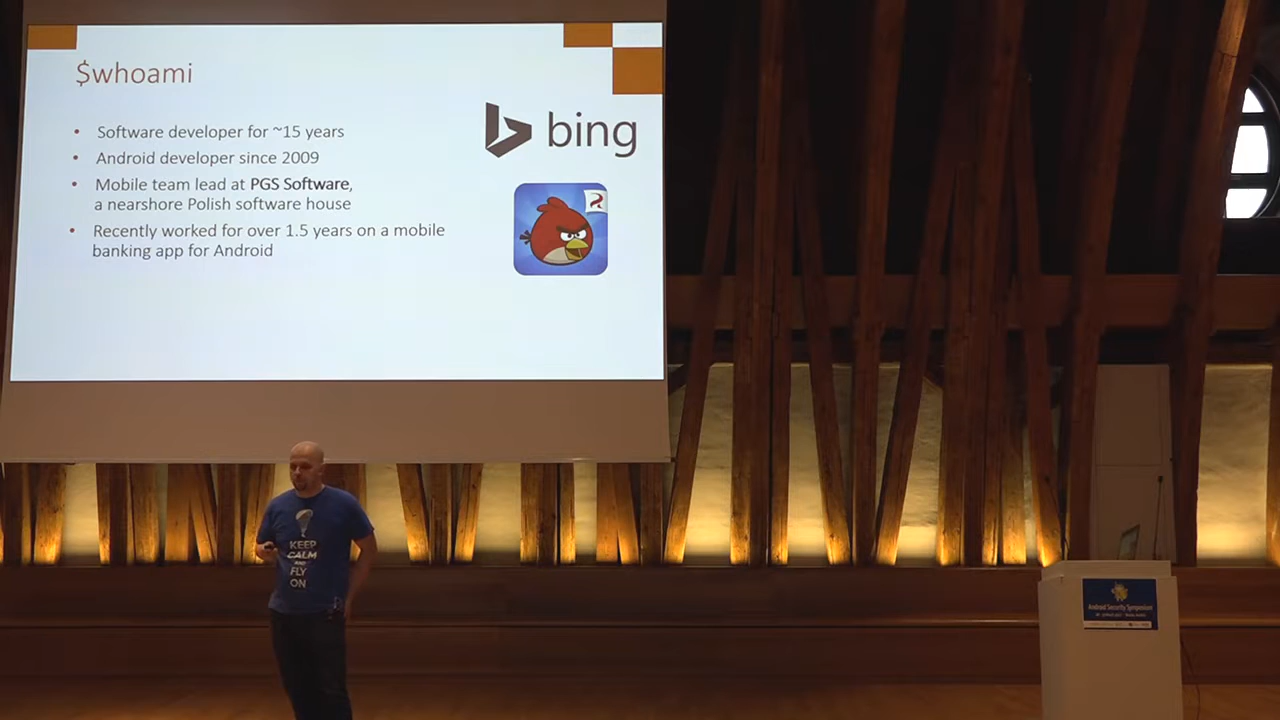 $whoami
• Software developer for ~15 years
• Android developer since 2009
• Mobile team lead at PGS Software,
a nearshore Polish software house
• Recently worked for over 1.5 years on a mobile
banking app for Android
bing
KEEP
CALM
AND
FLY
ON
Android Security Symposium